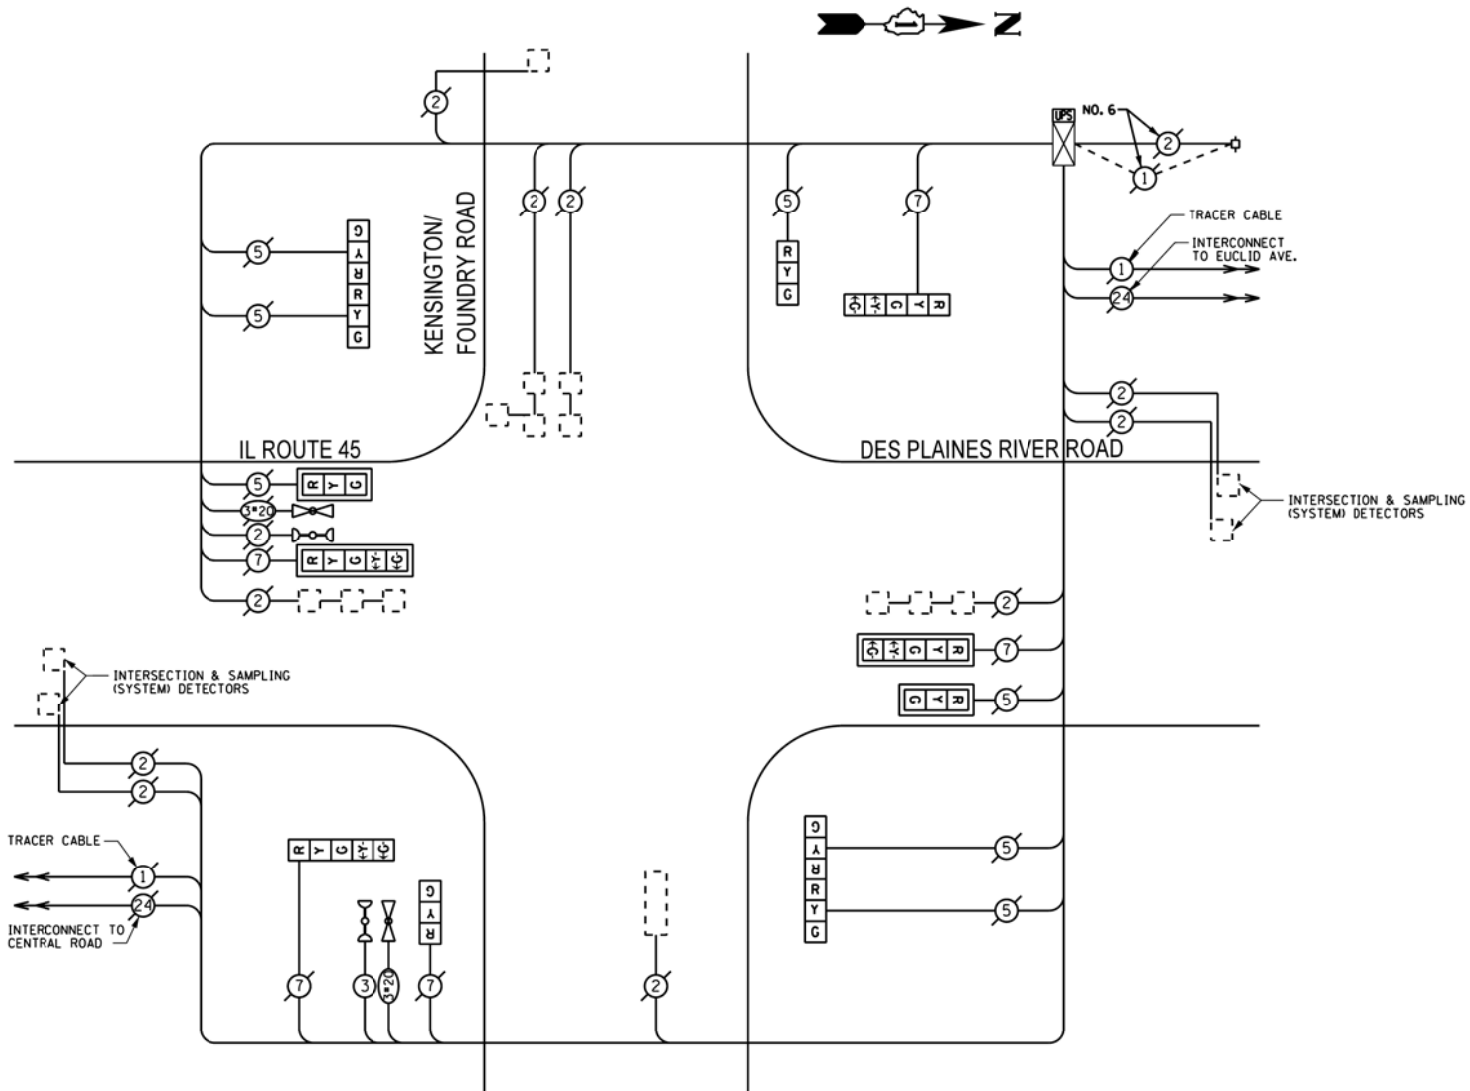 N
UPS
NO. 6
2
2
1
2
2
5
7
TRACER CABLE
INTERCONNECT
TO EUCLID AVE.
1
24
5
G
Y
R
R
Y
G
5
KENSINGTON/
FOUNDRY ROAD
R
Y
G
G Y G Y R
2
2
IL ROUTE 45
DES PLAINES RIVER ROAD
5
R Y G
3#20
2
7
R Y G Y G
2
INTERSECTION & SAMPLING
(SYSTEM) DETECTORS
2
G Y G Y R
7
G Y R
5
INTERSECTION & SAMPLING
(SYSTEM) DETECTORS
2
2
TRACER CABLE
1
24
INTERCONNECT TO
CENTRAL ROAD
R Y G Y G
G
Y
R
7
3
3#20
7
2
G
Y
R
R
Y
G
5
5